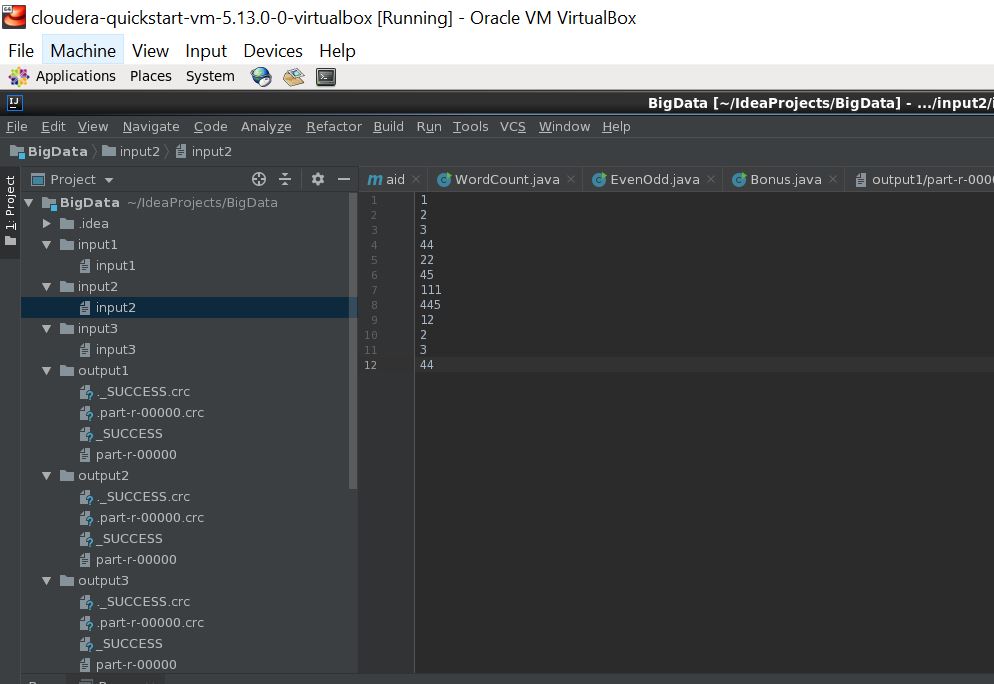 cloudera-quickstart-vm-5.13.0-0-virtualbox [Running] - Oracle VM VirtualBox
File Machine View Input Devices Help
Applications Places System
IJ
BigData [~/IdeaProjects/BigData] - .../input2/i
File Edit View Navigate Code Analyze Refactor Build Run Tools VCS Window Help
BigData input2 input2
1: Project
Project
m aid WordCount.java EvenOdd.java Bonus.java output1/part-r-000
BigData ~/IdeaProjects/BigData
.idea
input1
input1
input2
input2
input3
input3
output1
._SUCCESS.crc
.part-r-00000.crc
_SUCCESS
part-r-00000
output2
._SUCCESS.crc
.part-r-00000.crc
_SUCCESS
part-r-00000
output3
._SUCCESS.crc
.part-r-00000.crc
_SUCCESS
part-r-00000
1 1
2 2
3 3
4 44
5 22
6 45
7 111
8 445
9 12
10 2
11 3
12 44